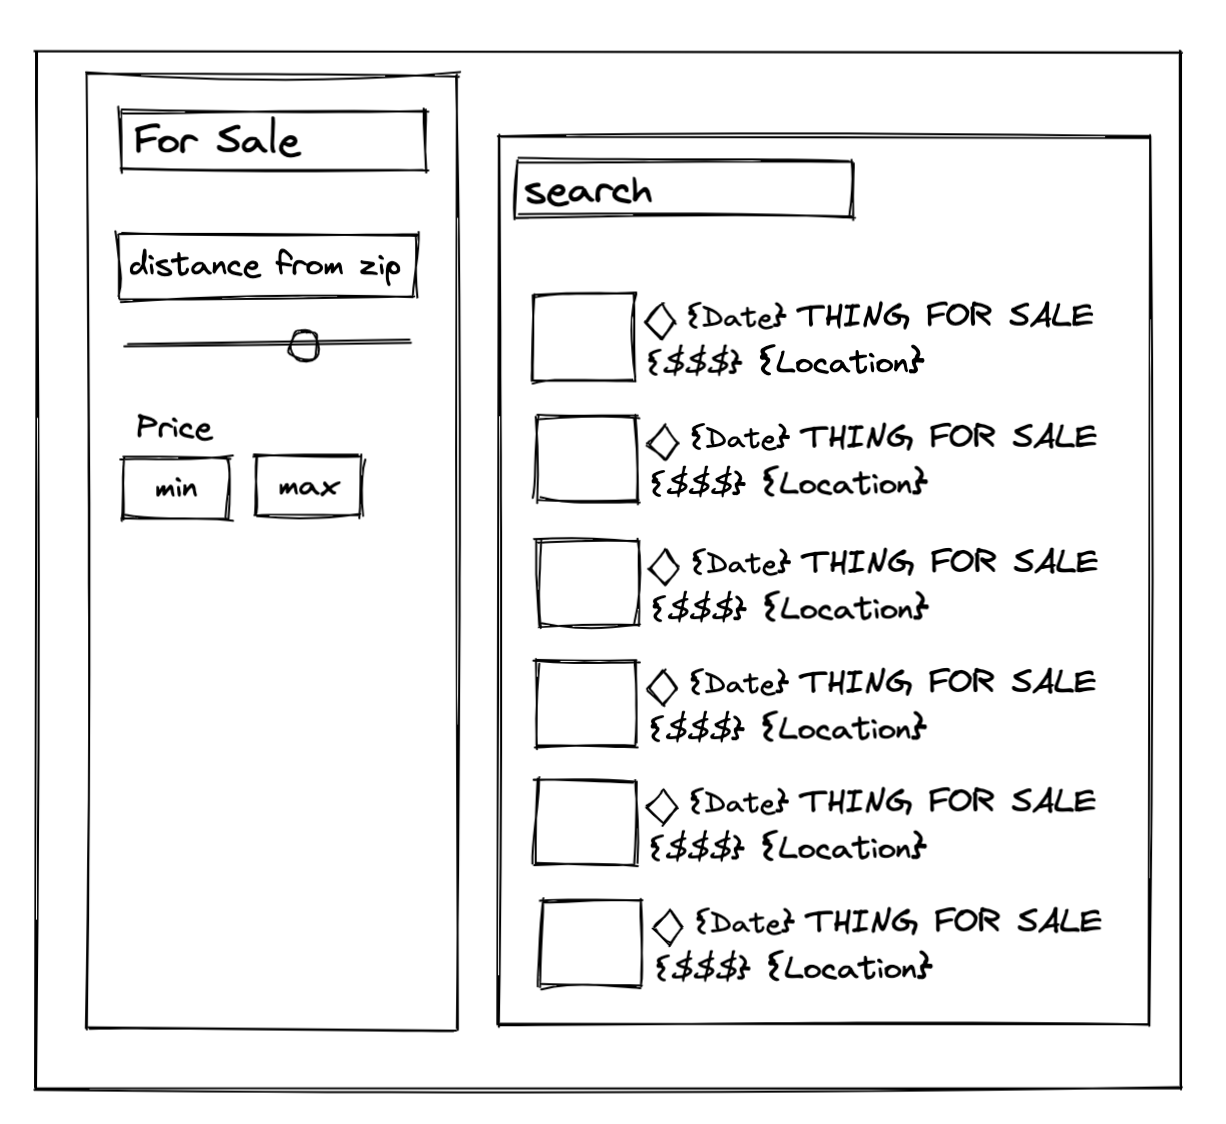 For Sale
distance from zip
Price
min
max
search
{Date} THING FOR SALE
{$$$} {Location}
{Date} THING FOR SALE
{$$$} {Location}
{Date} THING FOR SALE
{$$$} {Location}
{Date} THING FOR SALE
{$$$} {Location}
{Date} THING FOR SALE
{$$$} {Location}
{Date} THING FOR SALE
{$$$} {Location}